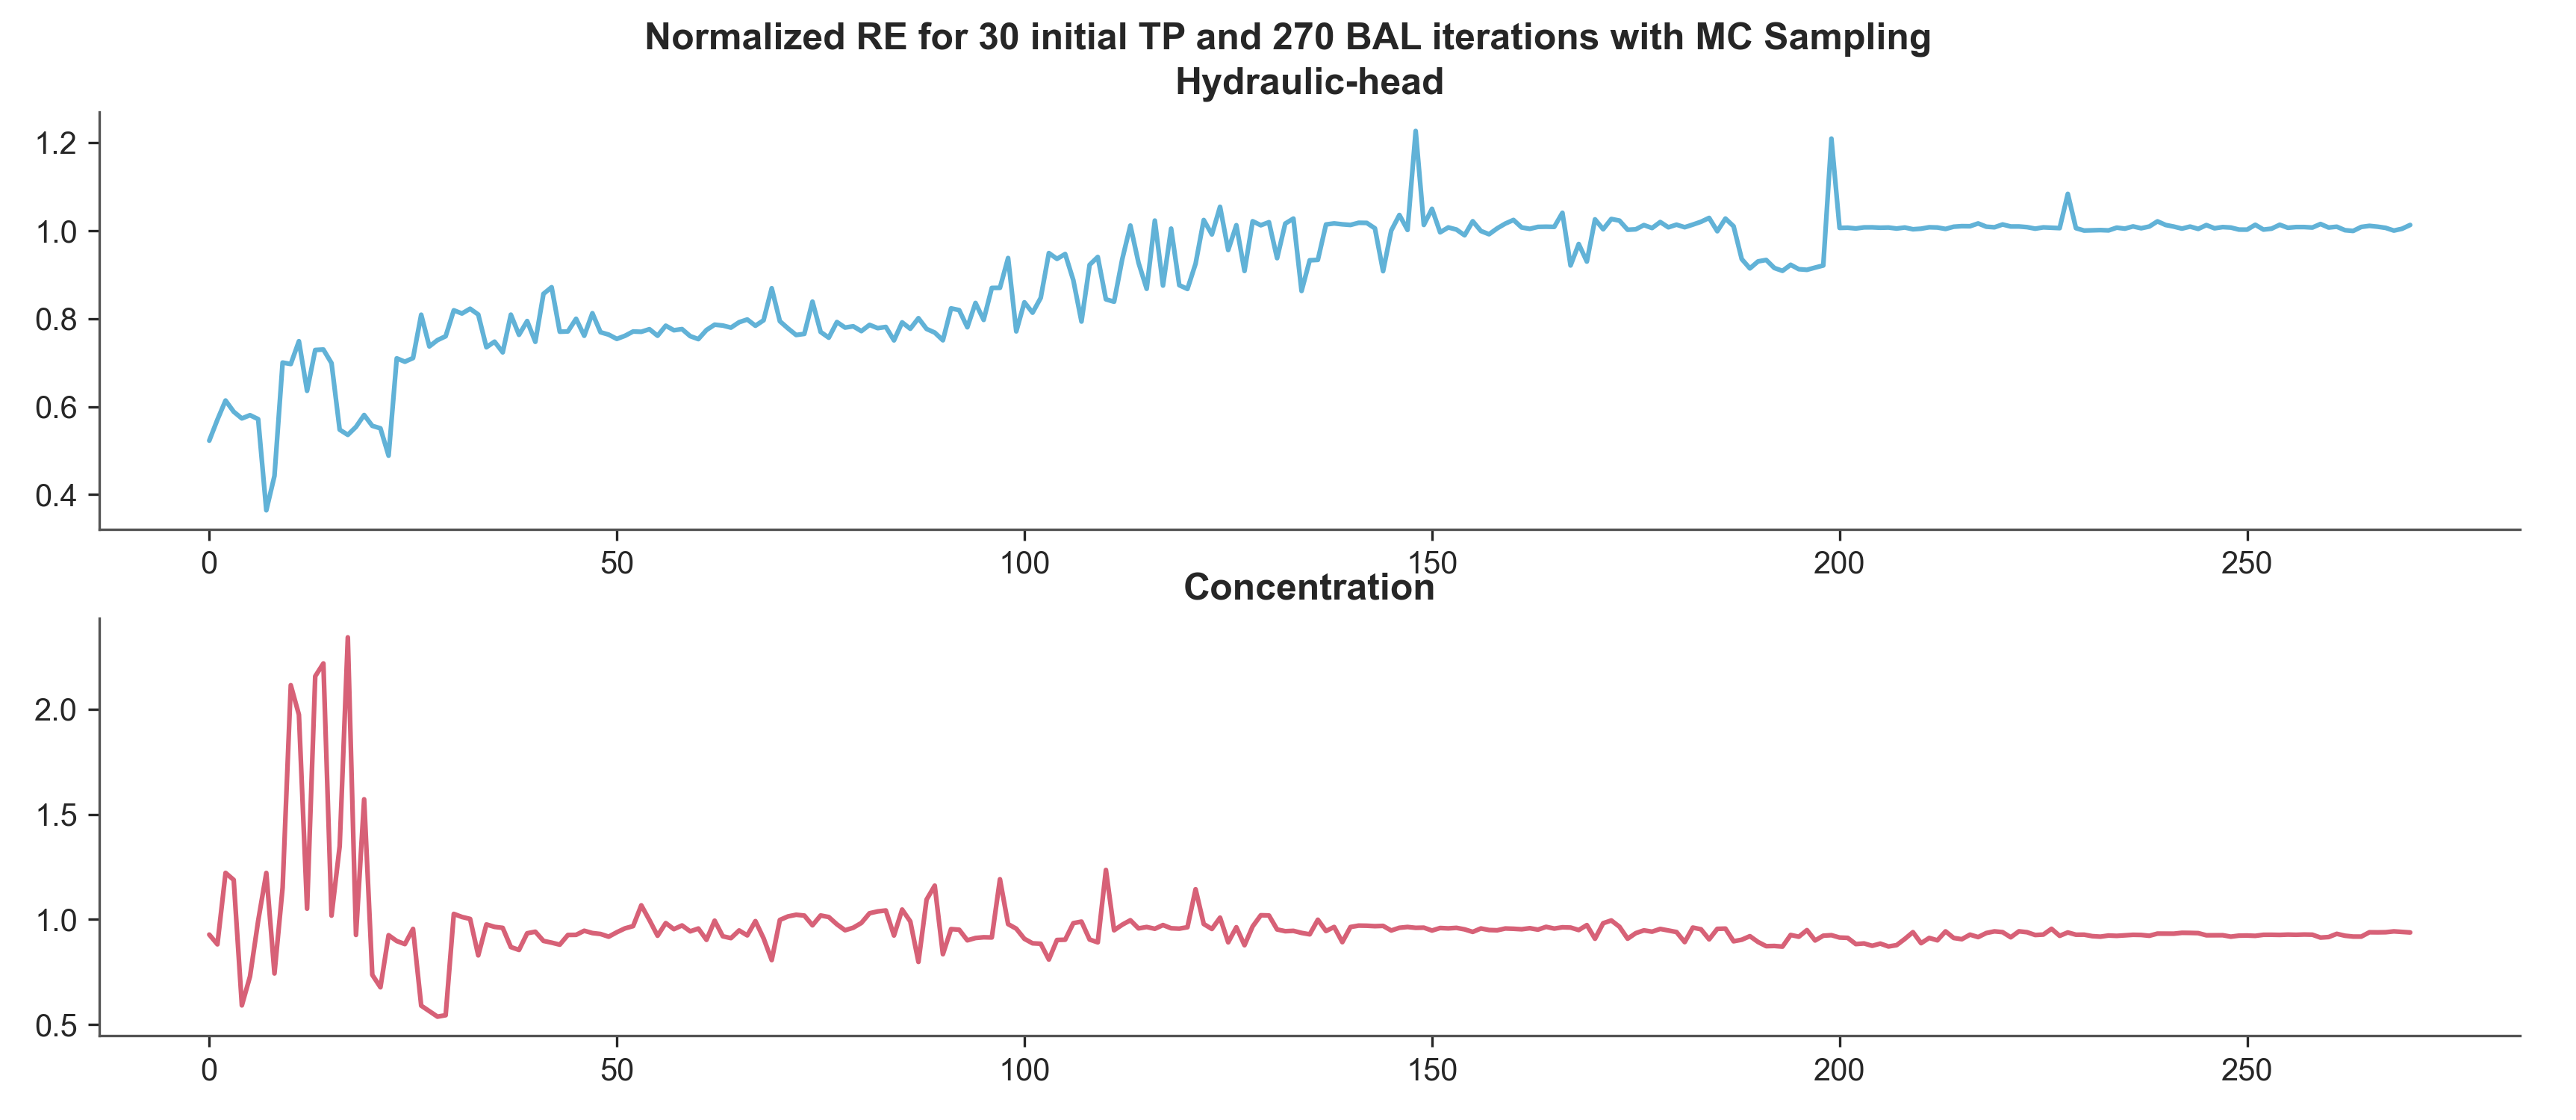 Normalized RE for 30 initial TP and 270 BAL iterations with MC Sampling
Hydraulic-head
1.2
1.0
0.8
0.6
0.4
0 50 100 150 200 250
Concentration
2.0
1.5
1.0
0.5
0 50 100 150 200 250